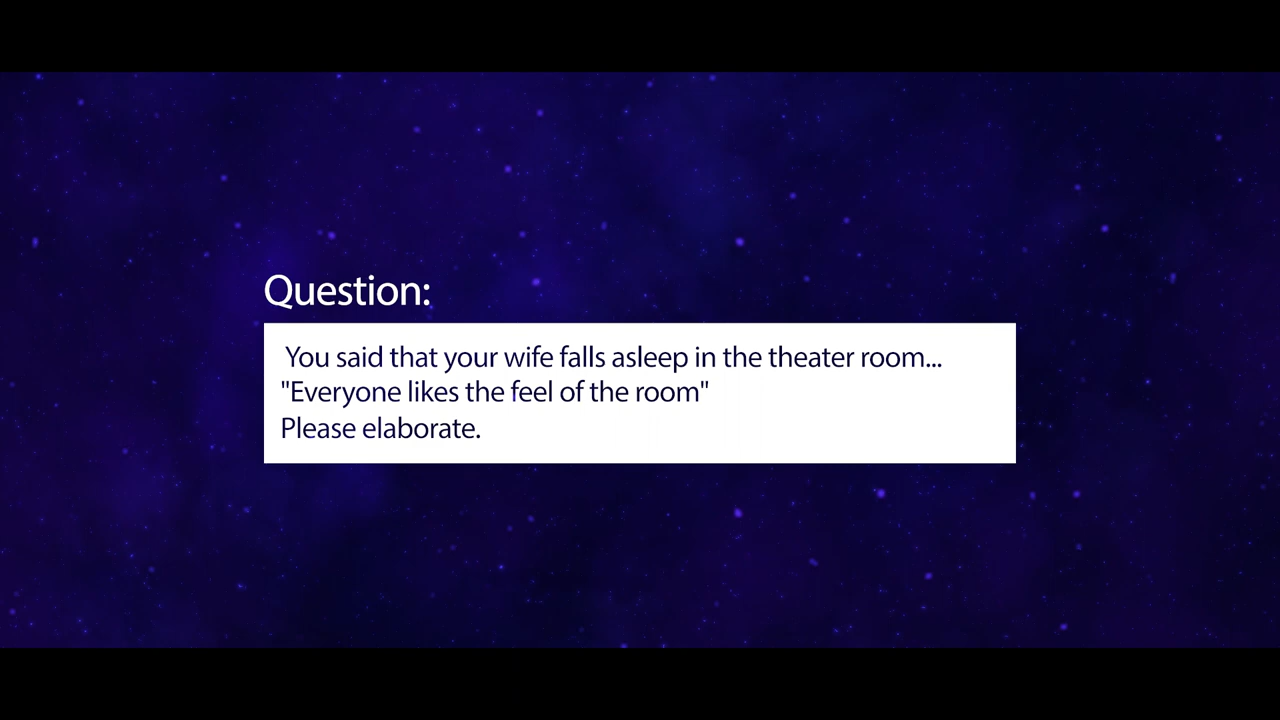 Question:
You said that your wife falls asleep in the theater room...
"Everyone likes the feel of the room"
Please elaborate.